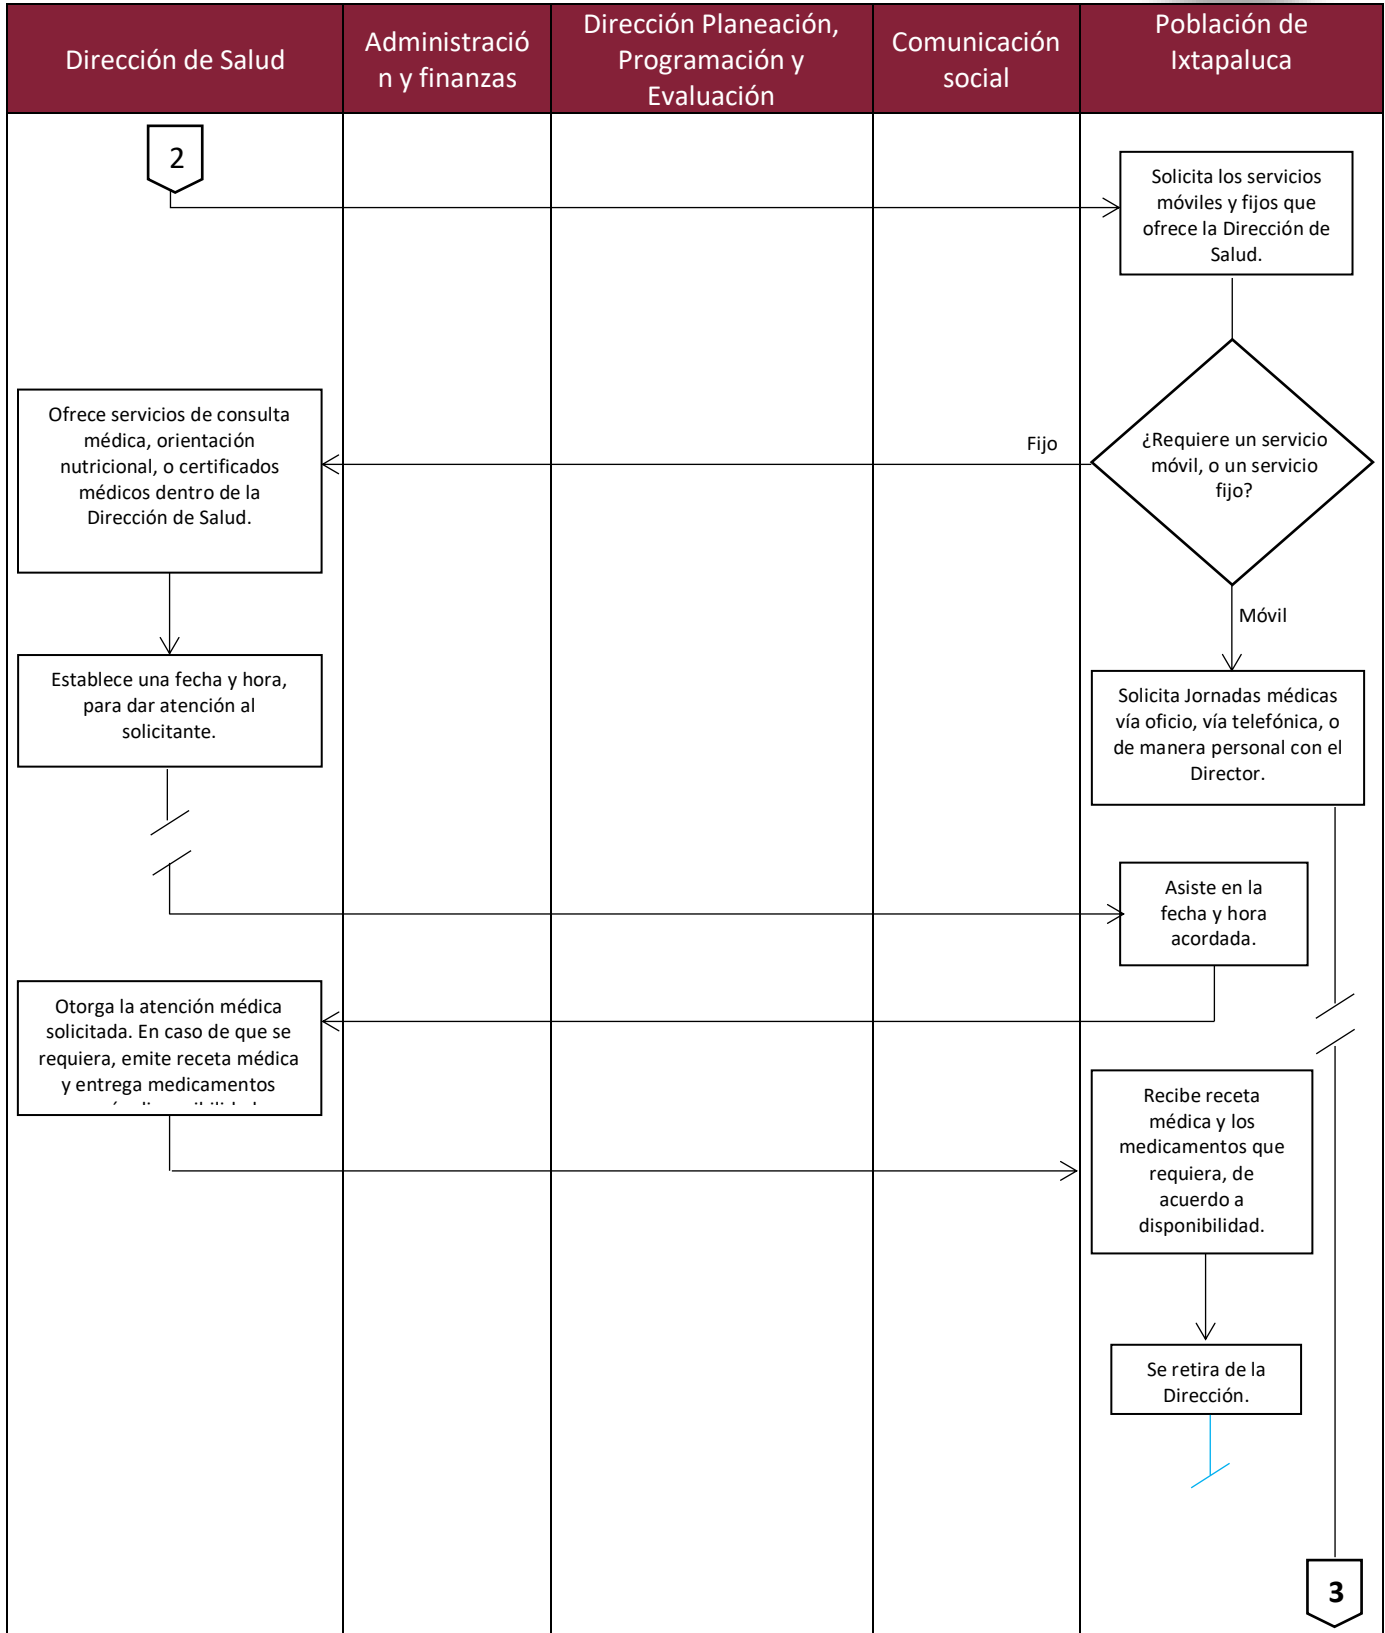 Dirección de Salud
Administració
n y finanzas
Dirección Planeación,
Programación y
Evaluación
Comunicación
social
Población de
Ixtapaluca
2
Solicita los servicios
móviles y fijos que
ofrece la Dirección de
Salud.
¿Requiere un servicio
móvil, o un servicio
fijo?
Fijo
Ofrece servicios de consulta
médica, orientación
nutricional, o certificados
médicos dentro de la
Dirección de Salud.
Móvil
Establece una fecha y hora,
para dar atención al
solicitante.
Solicita Jornadas médicas
vía oficio, vía telefónica, o
de manera personal con el
Director.
Asiste en la
fecha y hora
acordada.
Otorga la atención médica
solicitada. En caso de que se
requiera, emite receta médica
y entrega medicamentos
Recibe receta
médica y los
medicamentos que
requiera, de
acuerdo a
disponibilidad.
Se retira de la
Dirección.
3